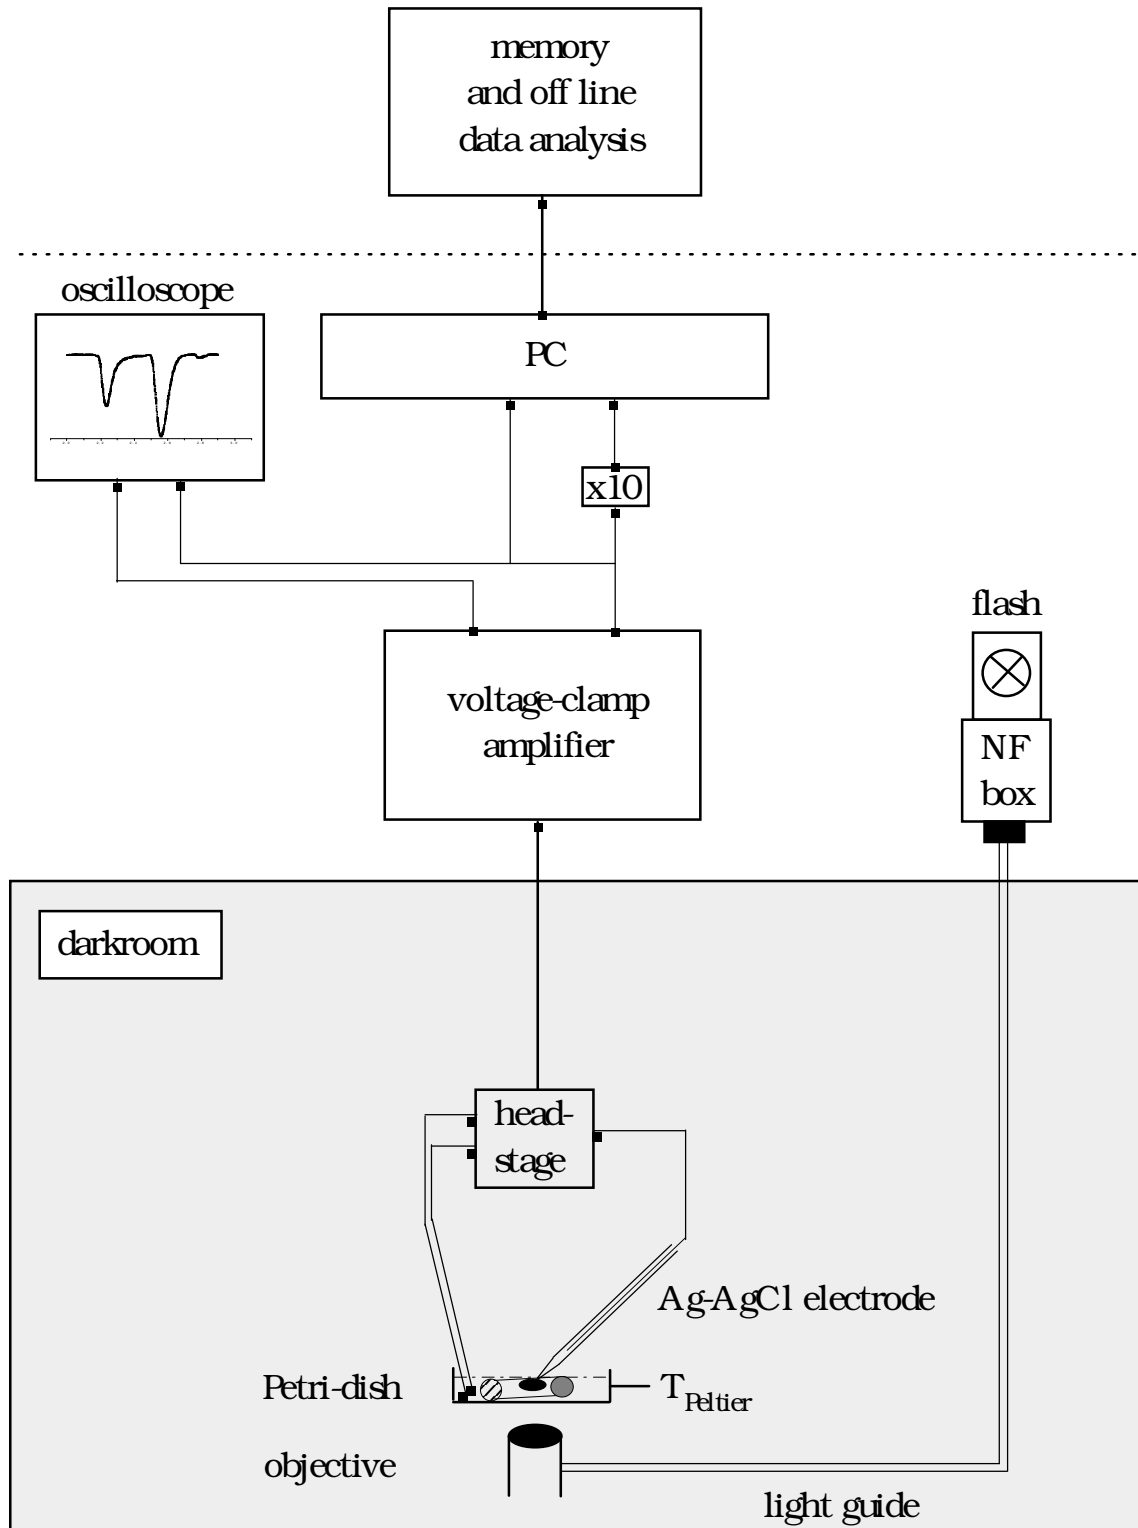 memory
and off line
data analysis
oscilloscope
PC
x10
flash
voltage-clamp
amplifier
NF
box
darkroom
head-
stage
Ag-AgCl electrode
Petri-dish
T Peltier
objective
light guide